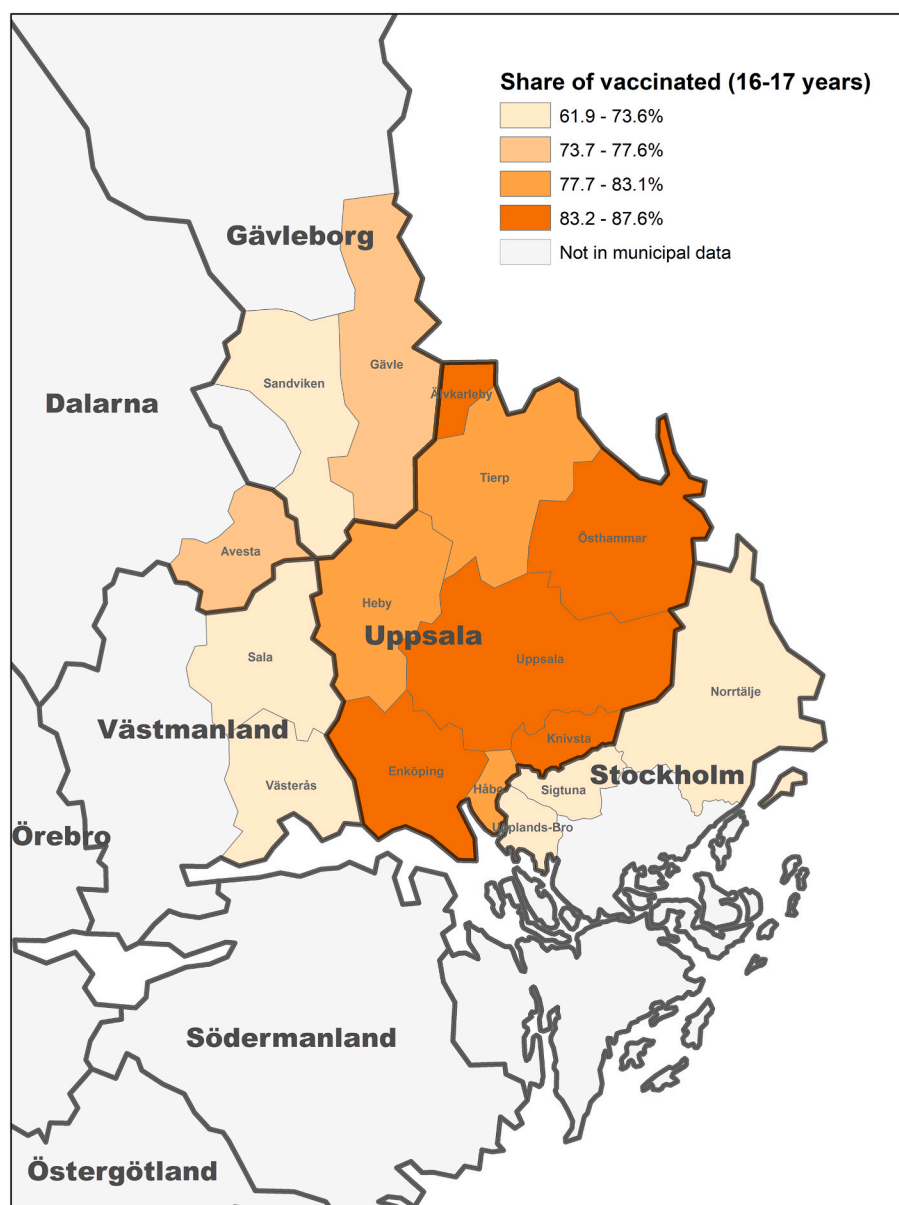 Share of vaccinated (16-17 years)
61.9 - 73.6%
73.7 - 77.6%
77.7 - 83.1%
83.2 - 87.6%
Not in municipal data
Gävleborg
Gävle
Sandviken
Älvkarleby
Dalarna
Tierp
Östhammar
Avesta
Heby
Uppsala
Sala
Uppsala
Norrtälje
Västmanland
Knivsta
Enköping
Stockholm
Västerås
Håbo
Sigtuna
Upplands-Bro
Örebro
Södermanland
Östergötland